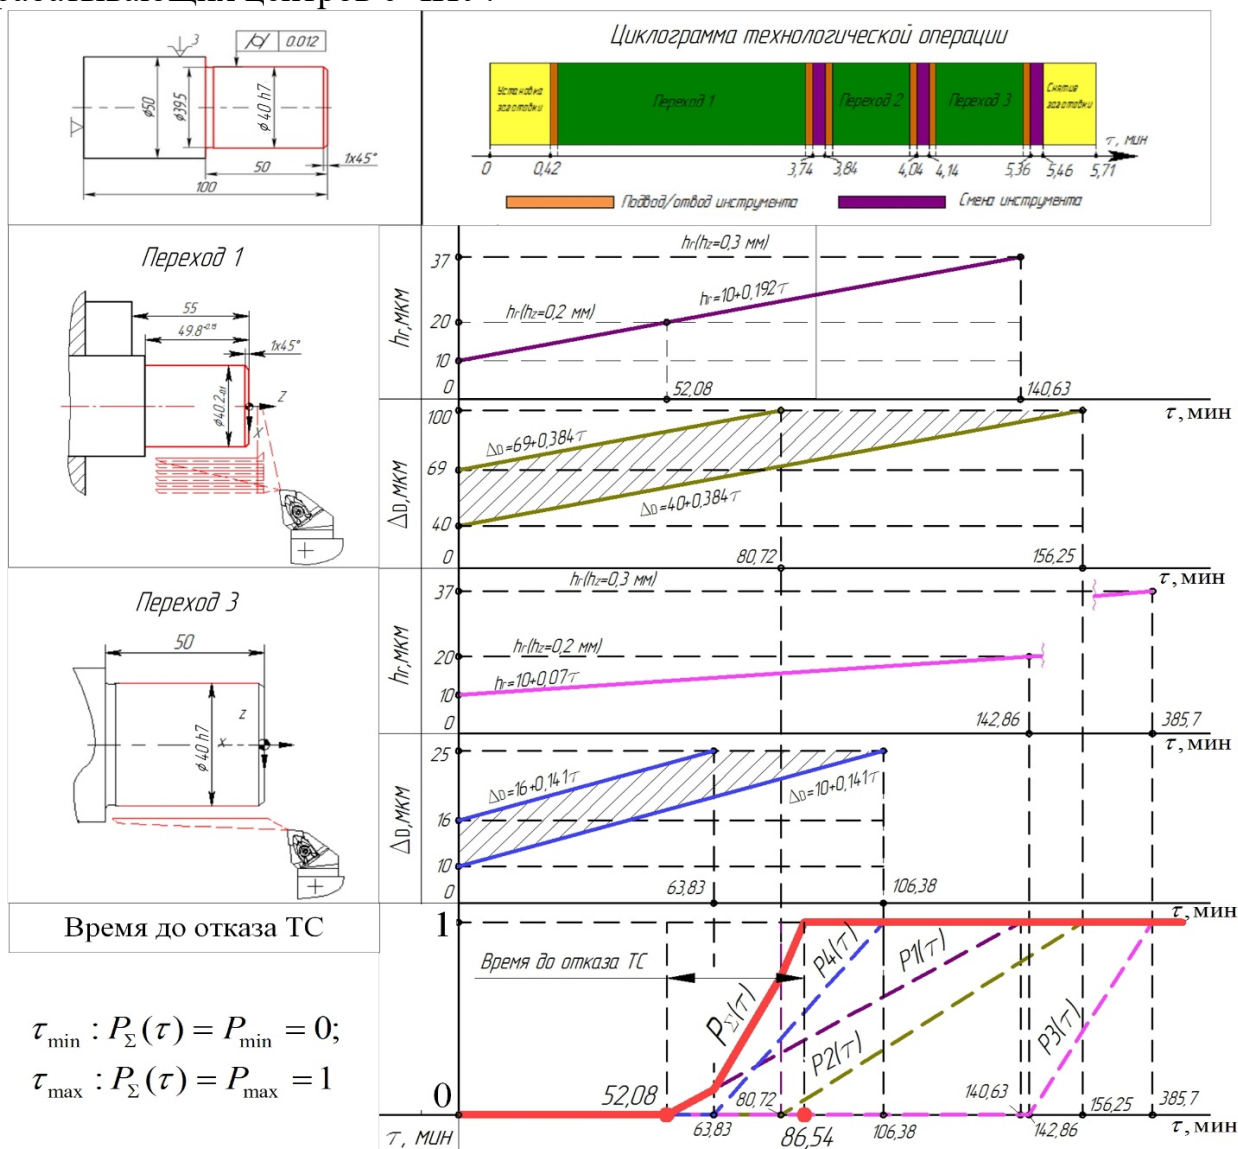 рабатывающих центров с ЧПУ.
3
0.012
ø50
ø39.5
ø40 h7
1x45°
50
100
Циклограмма технологической операции
Установка заготовки
Переход 1
Переход 2
Переход 3
Снятие заготовки
τ, мин
0
0,42
3,74
3,84
4,04
4,14
5,36
5,46
5,71
Подвод/отвод инструмента
Смена инструмента
Переход 1
55
49.8-0.15
1x45°
ø40.2-0.1
Z
X
hr, МКМ
37
20
10
0
hr(hz=0,3 мм)
hr(hz=0,2 мм)
hr=10+0,192τ
52,08
140,63
τ, мин
ΔD, МКМ
100
69
40
0
ΔD=69+0,384τ
ΔD=40+0,384τ
80,72
156,25
τ, мин
Переход 3
50
ø40 h7
Z
X
hr, МКМ
37
20
10
0
hr(hz=0,3 мм)
hr(hz=0,2 мм)
hr=10+0,07τ
142,86
385,7
τ, мин
ΔD, МКМ
25
16
10
0
ΔD=16+0,141τ
ΔD=10+0,141τ
63,83
106,38
τ, мин
Время до отказа ТС
τmin : PΣ(τ) = Pmin = 0;
τmax : PΣ(τ) = Pmax = 1
1
0
Время до отказа ТС
PΣ(τ)
P4(τ)
P1(τ)
P2(τ)
P3(τ)
52,08
63,83
80,72
86,54
106,38
140,63
142,86
156,25
385,7
τ, мин
τ, МИН